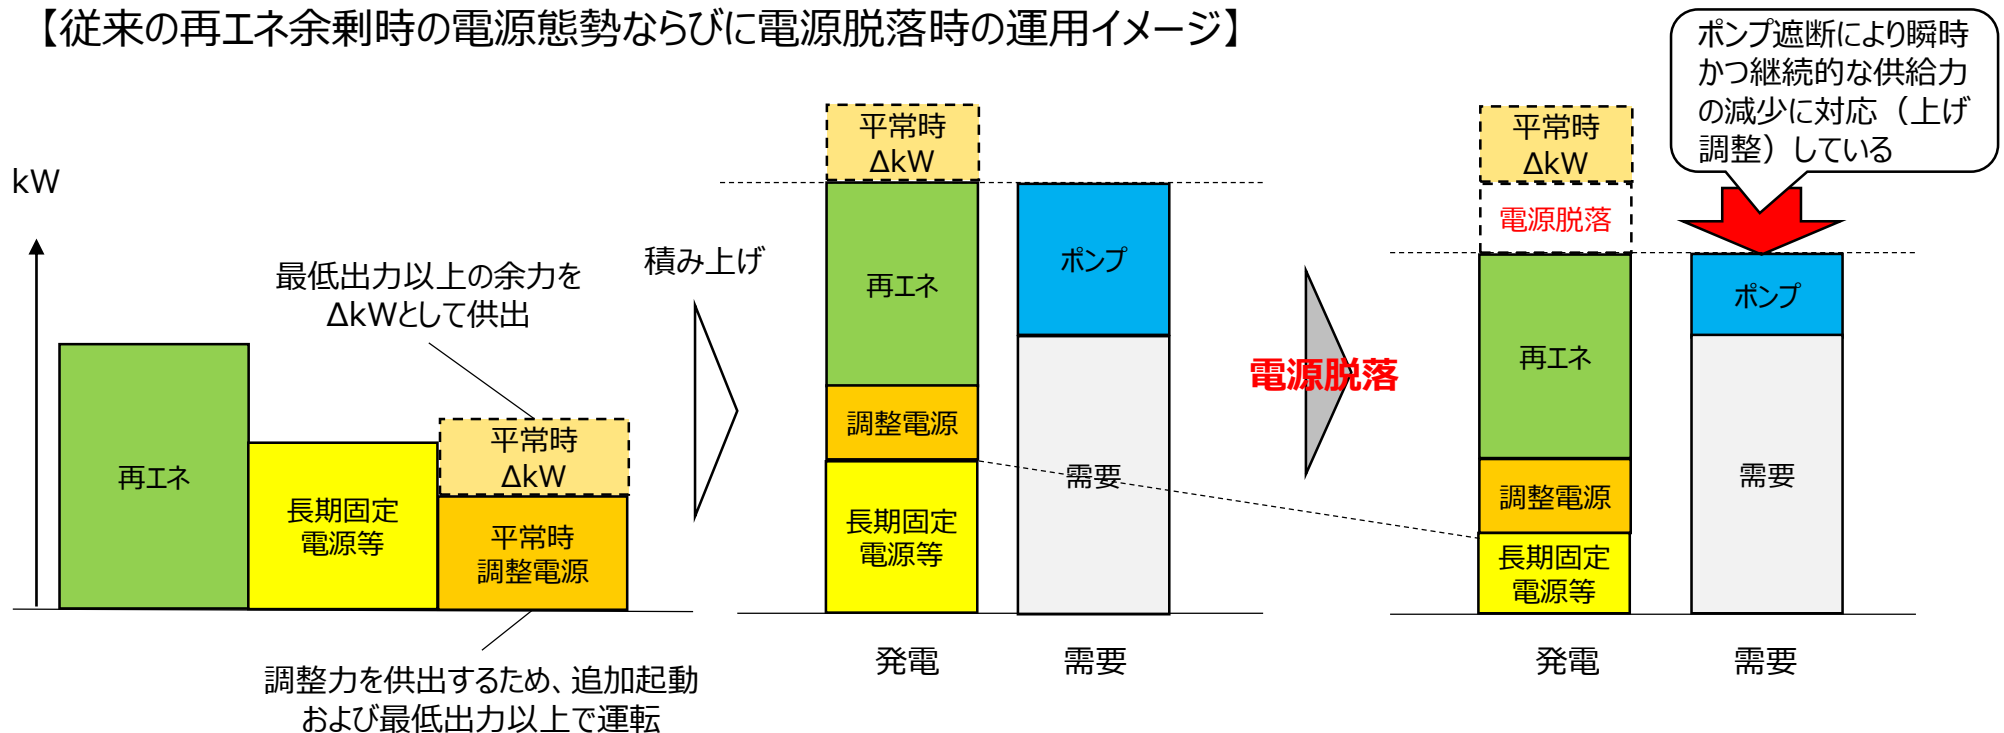 【従来の再エネ余剰時の電源態勢ならびに電源脱落時の運用イメージ】
ポンプ遮断により瞬時
かつ継続的な供給力
の減少に対応（上げ
調整）している
kW
最低出力以上の余力を
ΔkWとして供出
再エネ
長期固定
電源等
平常時
ΔkW
平常時
調整電源
調整力を供出するため、追加起動
および最低出力以上で運転
積み上げ
平常時
ΔkW
再エネ
調整電源
長期固定
電源等
発電
ポンプ
需要
需要
電源脱落
平常時
ΔkW
電源脱落
再エネ
調整電源
長期固定
電源等
発電
ポンプ
需要
需要